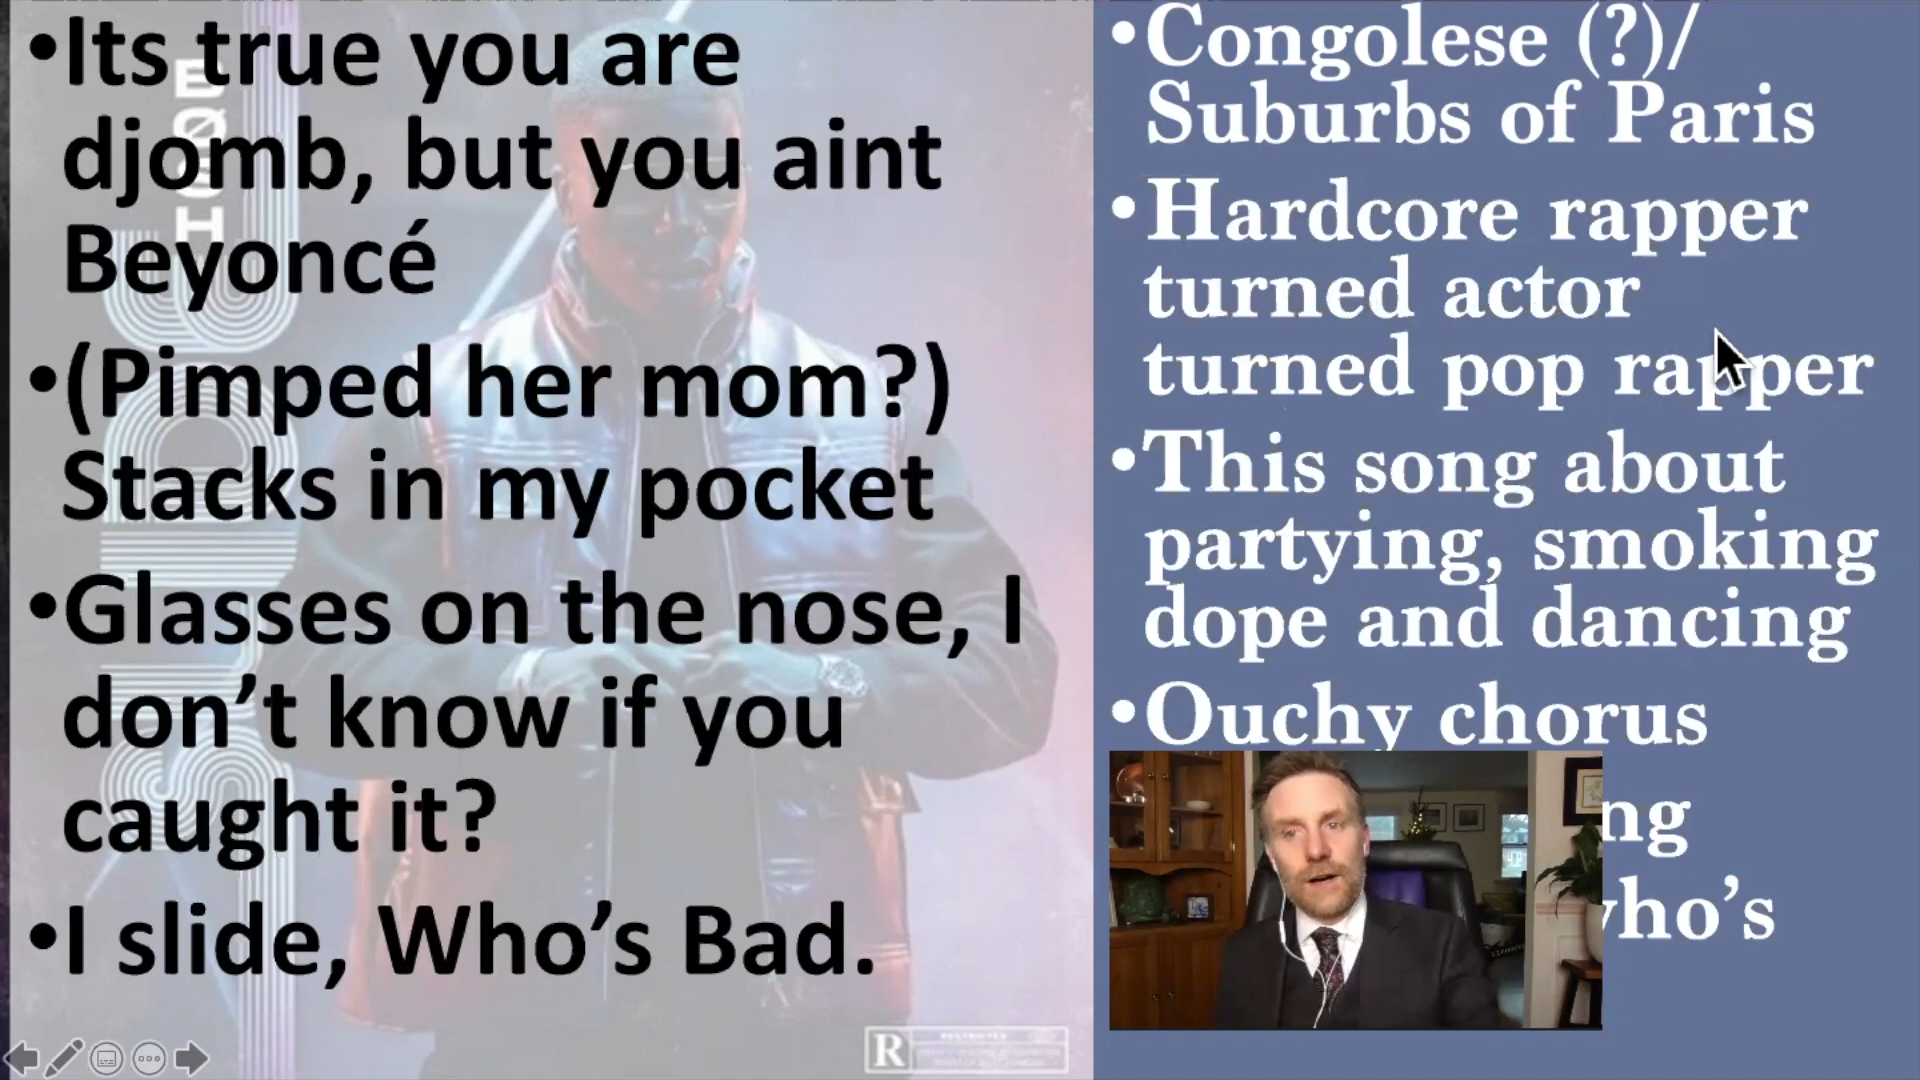 •Its true you are
djomb, but you aint
Beyoncé
•(Pimped her mom?)
Stacks in my pocket
•Glasses on the nose, I
don’t know if you
caught it?
•I slide, Who’s Bad.
•Congolese (?)/
Suburbs of Paris
•Hardcore rapper
turned actor
turned pop rapper
•This song about
partying, smoking
dope and dancing
•Ouchy chorus
ng
who’s
R
RESTRICTED